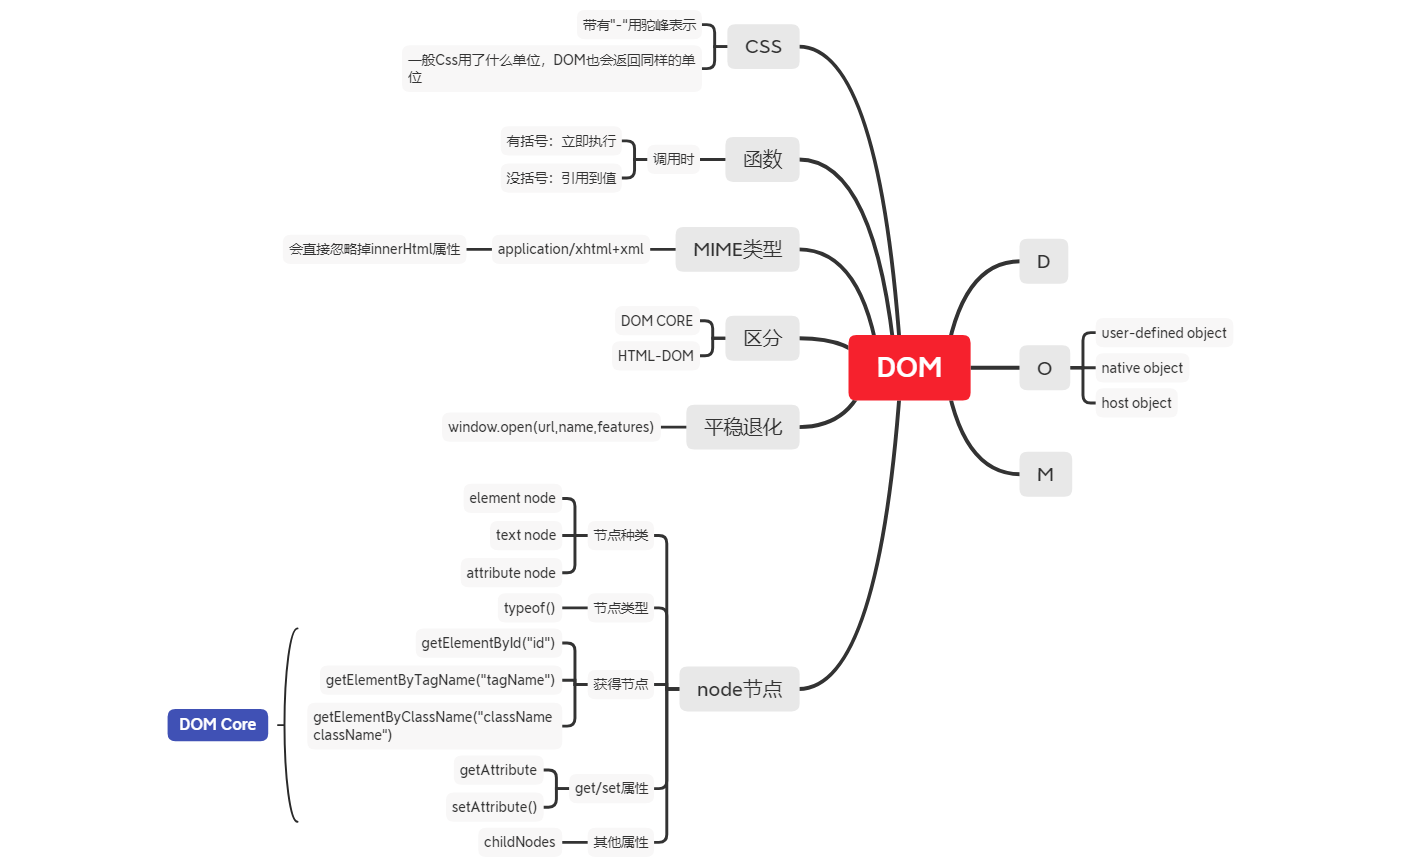 带有"-"用驼峰表示
CSS
一般Css用了什么单位，DOM也会返回同样的单
位
有括号：立即执行
调用时
函数
没括号：引用到值
会直接忽略掉innerHtml属性
application/xhtml+xml
MIME类型
DOM CORE
区分
HTML-DOM
window.open(url,name,features)
平稳退化
DOM
D
O
user-defined object
native object
host object
M
element node
text node
节点种类
attribute node
typeof()
节点类型
getElementById("id")
getElementByTagName("tagName")
获得节点
getElementByClassName("className
className")
node节点
DOM Core
getAttribute
get/set属性
setAttribute()
childNodes
其他属性